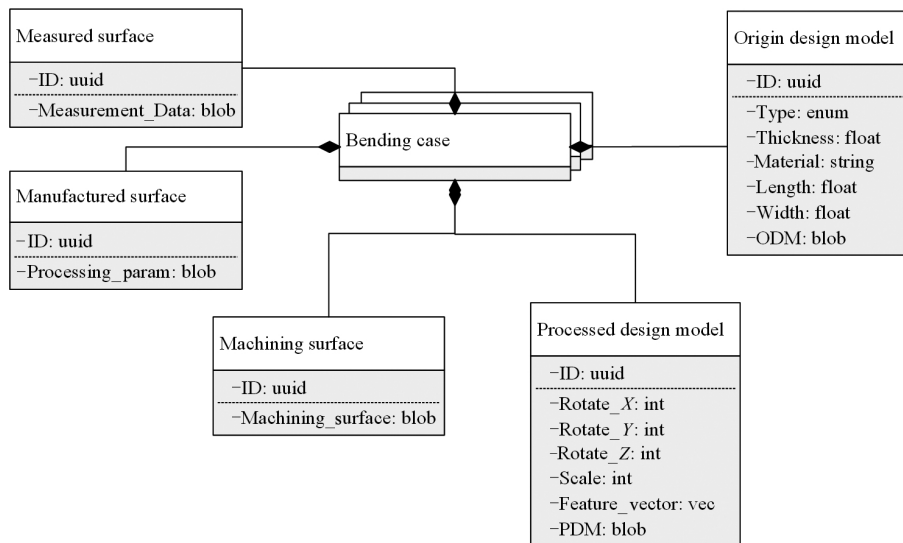 Measured surface
-ID: uuid
-Measurement_Data: blob
Manufactured surface
-ID: uuid
-Processing_param: blob
Bending case
Machining surface
-ID: uuid
-Machining_surface: blob
Processed design model
-ID: uuid
-Rotate_X: int
-Rotate_Y: int
-Rotate_Z: int
-Scale: int
-Feature_vector: vec
-PDM: blob
Origin design model
-ID: uuid
-Type: enum
-Thickness: float
-Material: string
-Length: float
-Width: float
-ODM: blob